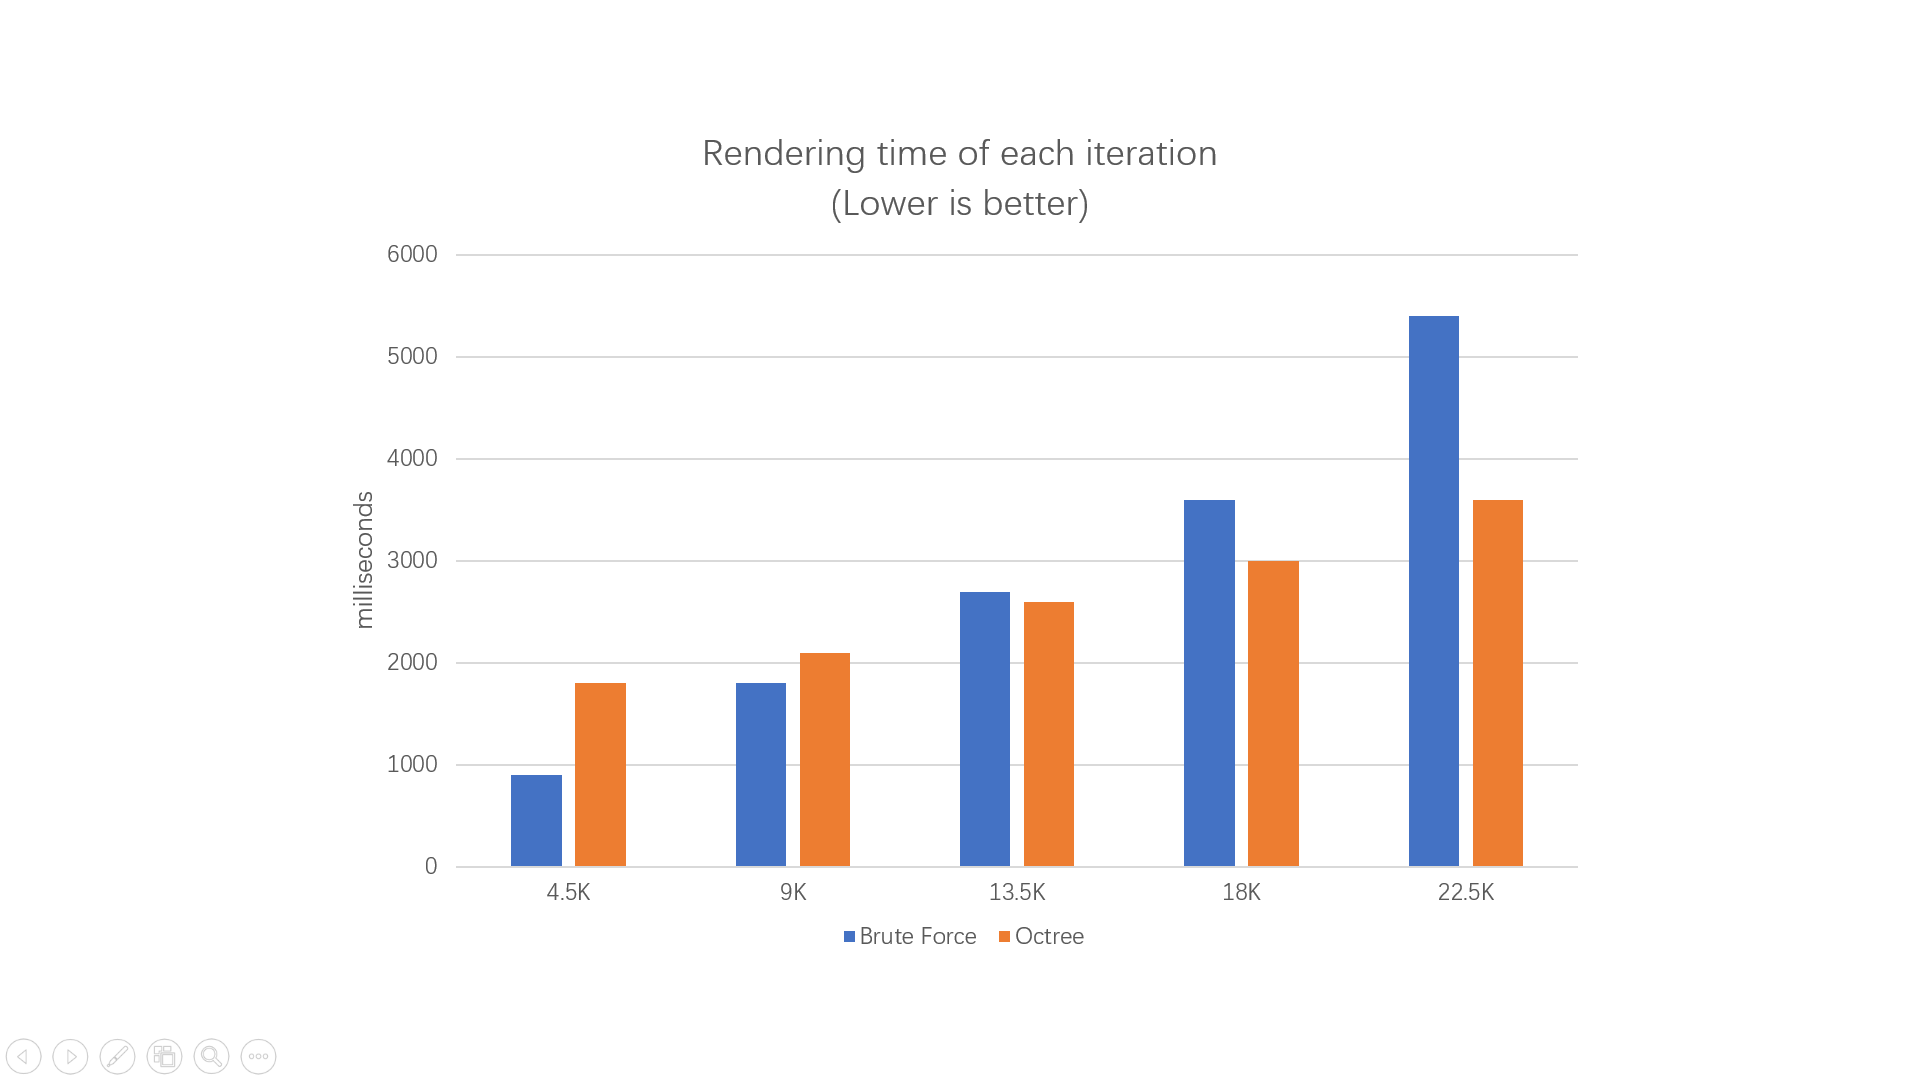 Rendering time of each iteration
(Lower is better)
6000
5000
4000
3000
2000
1000
0
milliseconds
4.5K 9K 13.5K 18K 22.5K
Brute Force Octree